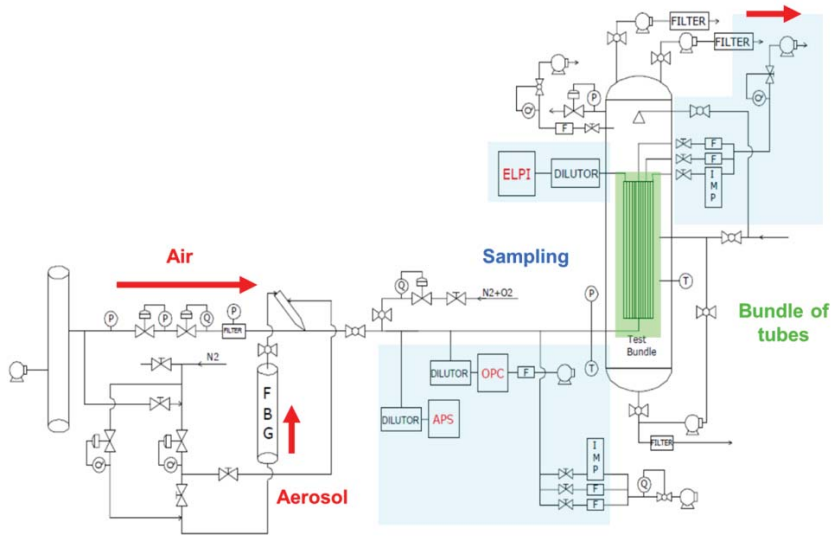 FILTER
FILTER
P
Q
Q
F
F
F
I
M
P
ELPI
DILUTOR
Air
Sampling
Q
N2+O2
P
T
P
P
Q
P
FILTER
Test
Bundle
Bundle of
tubes
N2
DILUTOR
OPC
F
T
F
B
G
DILUTOR
APS
Q
Q
FILTER
I
M
P
F
F
Q
Aerosol